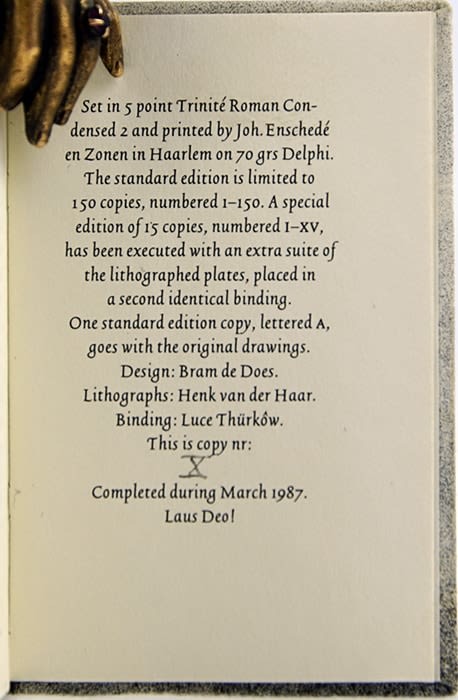 Set in 5 point Trinité Roman Con-
densed 2 and printed by Joh. Enschedé
en Zonen in Haarlem on 70 grs Delphi.
The standard edition is limited to
150 copies, numbered 1–150. A special
edition of 15 copies, numbered I–XV,
has been executed with an extra suite of
the lithographed plates, placed in
a second identical binding.
One standard edition copy, lettered A,
goes with the original drawings.
Design: Bram de Does.
Lithographs: Henk van der Haar.
Binding: Luce Thürkôw.
This is copy nr:
X
Completed during March 1987.
Laus Deo!